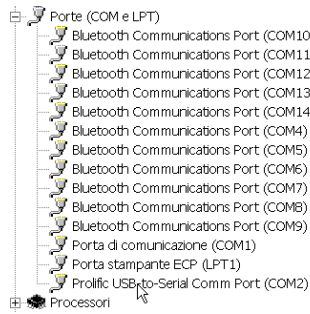 Porte (COM e LPT)
Bluetooth Communications Port (COM10
Bluetooth Communications Port (COM11
Bluetooth Communications Port (COM12
Bluetooth Communications Port (COM13
Bluetooth Communications Port (COM14
Bluetooth Communications Port (COM4)
Bluetooth Communications Port (COM5)
Bluetooth Communications Port (COM6)
Bluetooth Communications Port (COM7)
Bluetooth Communications Port (COM8)
Bluetooth Communications Port (COM9)
Porta di comunicazione (COM1)
Porta stampante ECP (LPT1)
Prolific USB-to-Serial Comm Port (COM2)
Processori